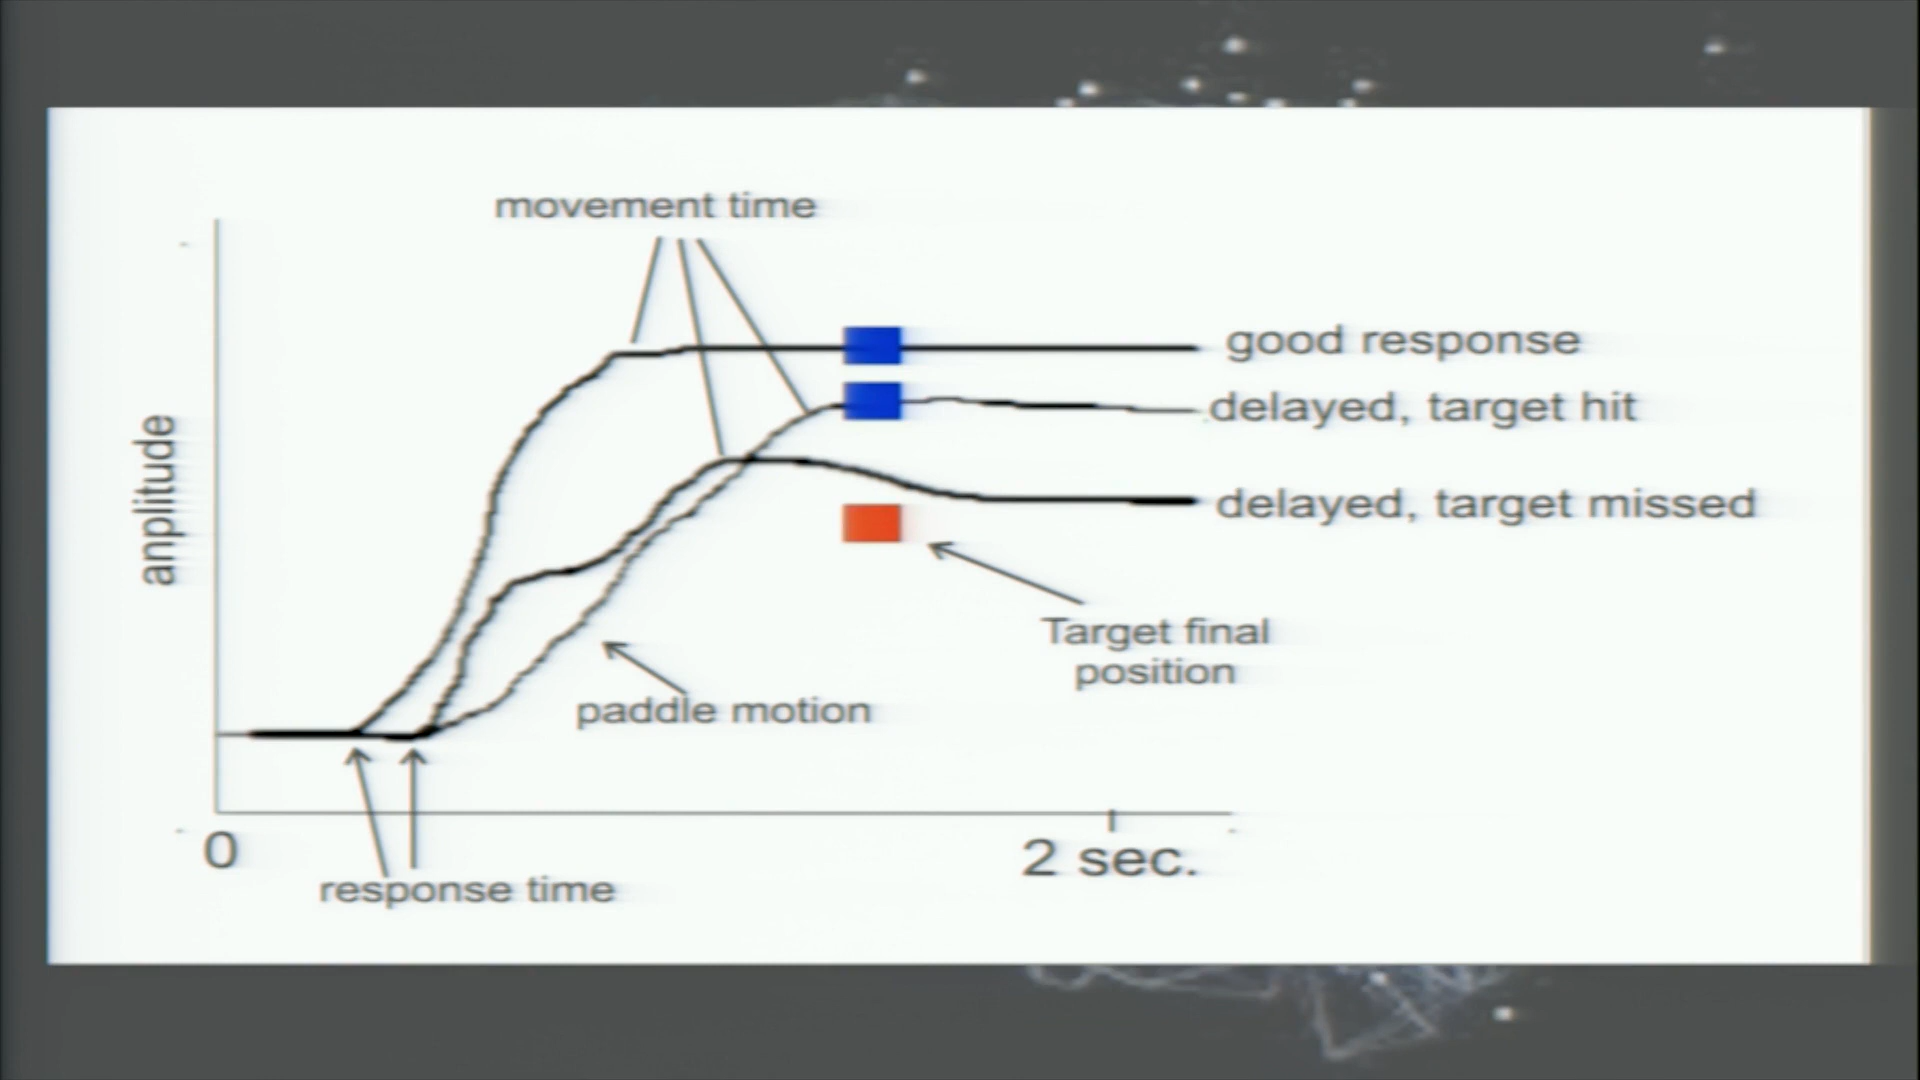 movement time
good response
delayed, target hit
anplitude
delayed, target missed
Target final
position
paddle motion
0
2 sec.
response time